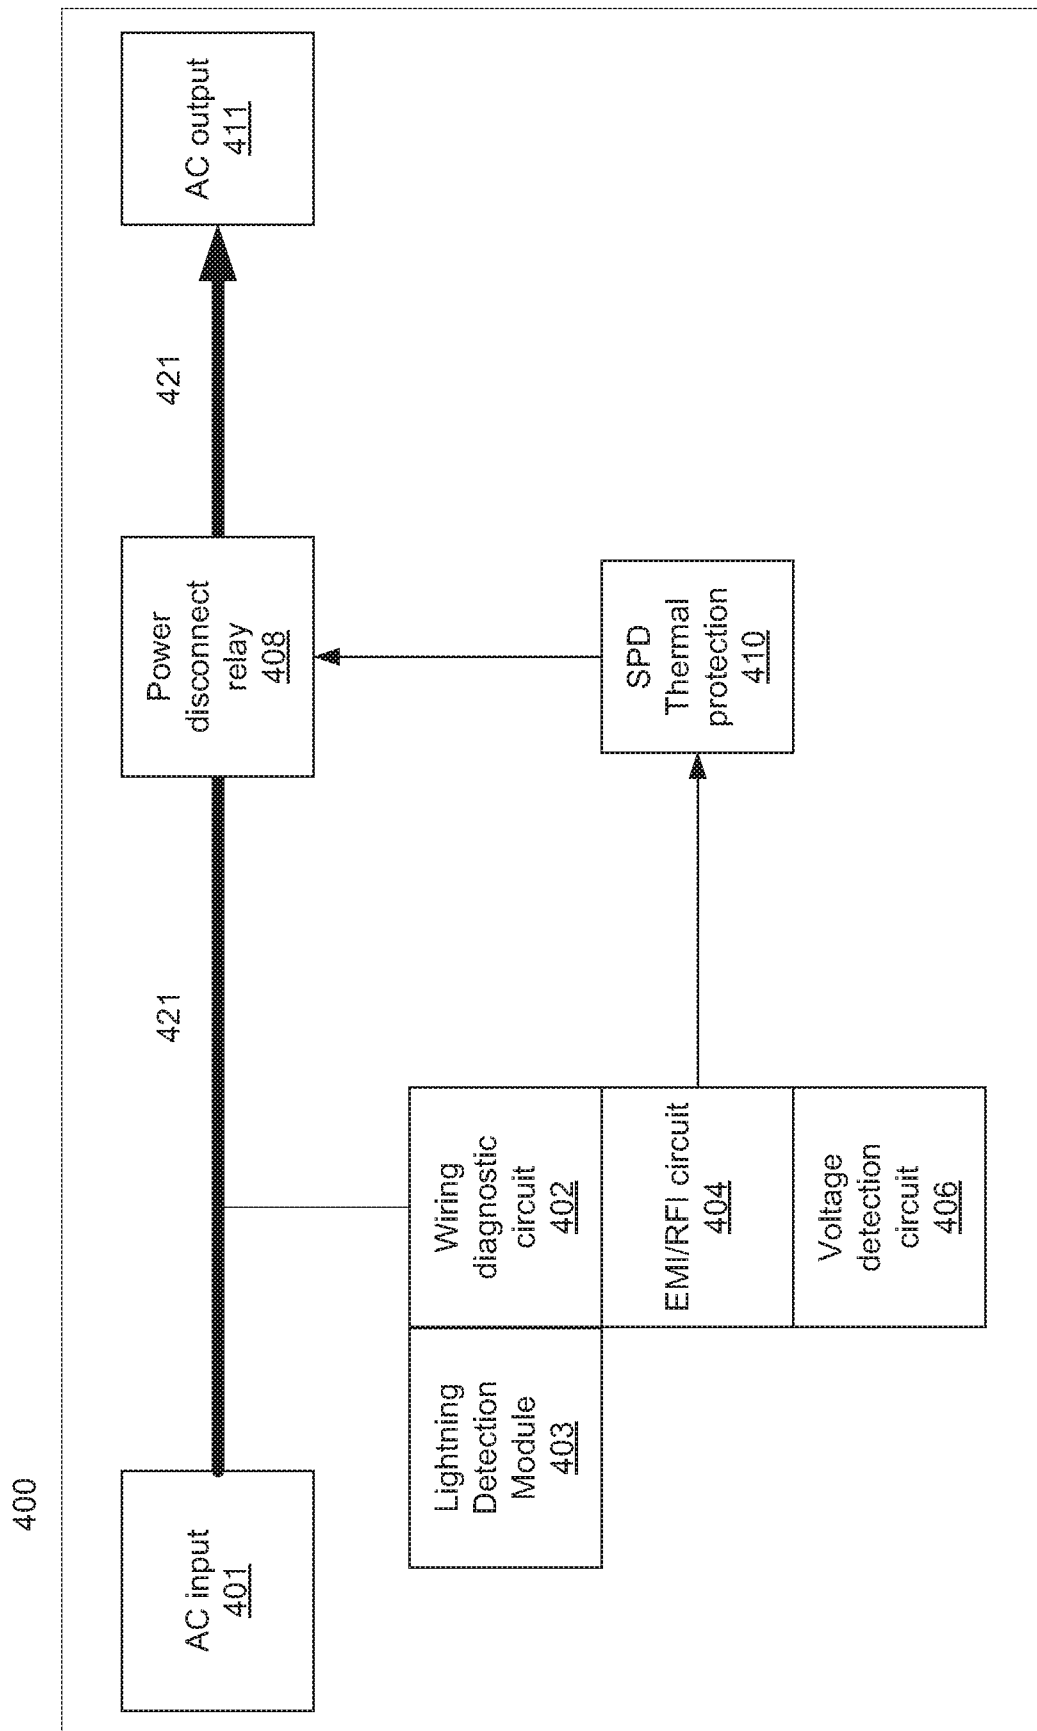 400
AC input
401
421
Power
disconnect
relay
408
421
AC output
411
Lightning
Detection
Module
403
Wiring
diagnostic
circuit
402
EMI/RFI circuit
404
Voltage
detection
circuit
406
SPD
Thermal
protection
410